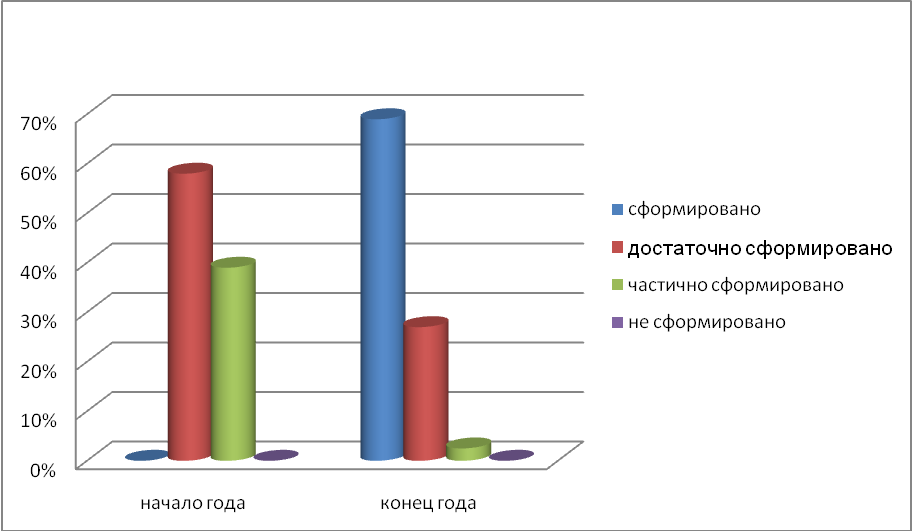 70%
60%
50%
40%
30%
20%
10%
0%
начало года
конец года
сформировано
достаточно сформировано
частично сформировано
не сформировано